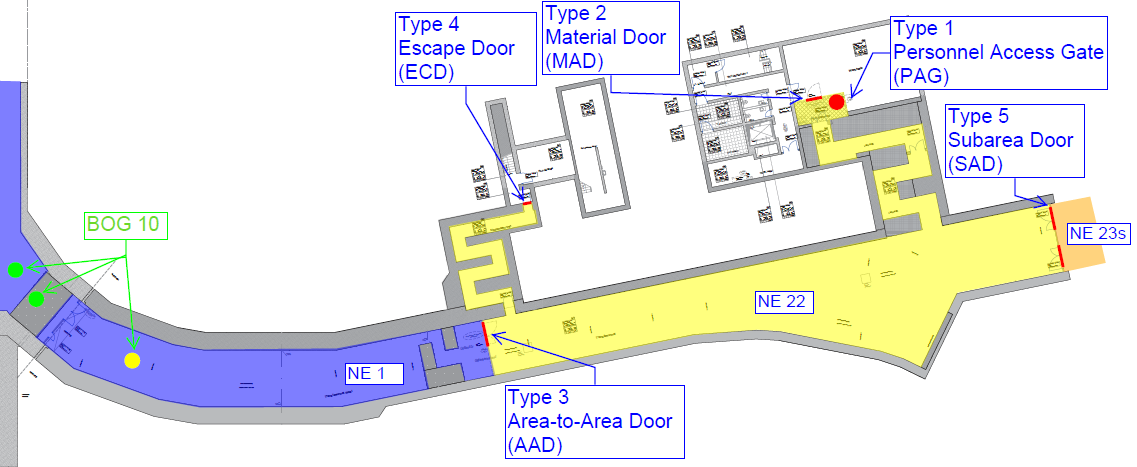 Type 4
Escape Door
(ECD)
Type 2
Material Door
(MAD)
Type 1
Personnel Access Gate
(PAG)
Type 5
Subarea Door
(SAD)
BOG 10
NE 23s
NE 22
NE 1
Type 3
Area-to-Area Door
(AAD)